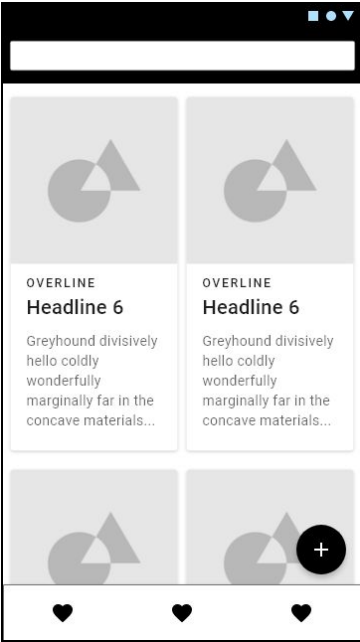 OVERLINE
Headline 6
Greyhound divisively
hello coldly
wonderfully
marginally far in the
concave materials...
OVERLINE
Headline 6
Greyhound divisively
hello coldly
wonderfully
marginally far in the
concave materials...